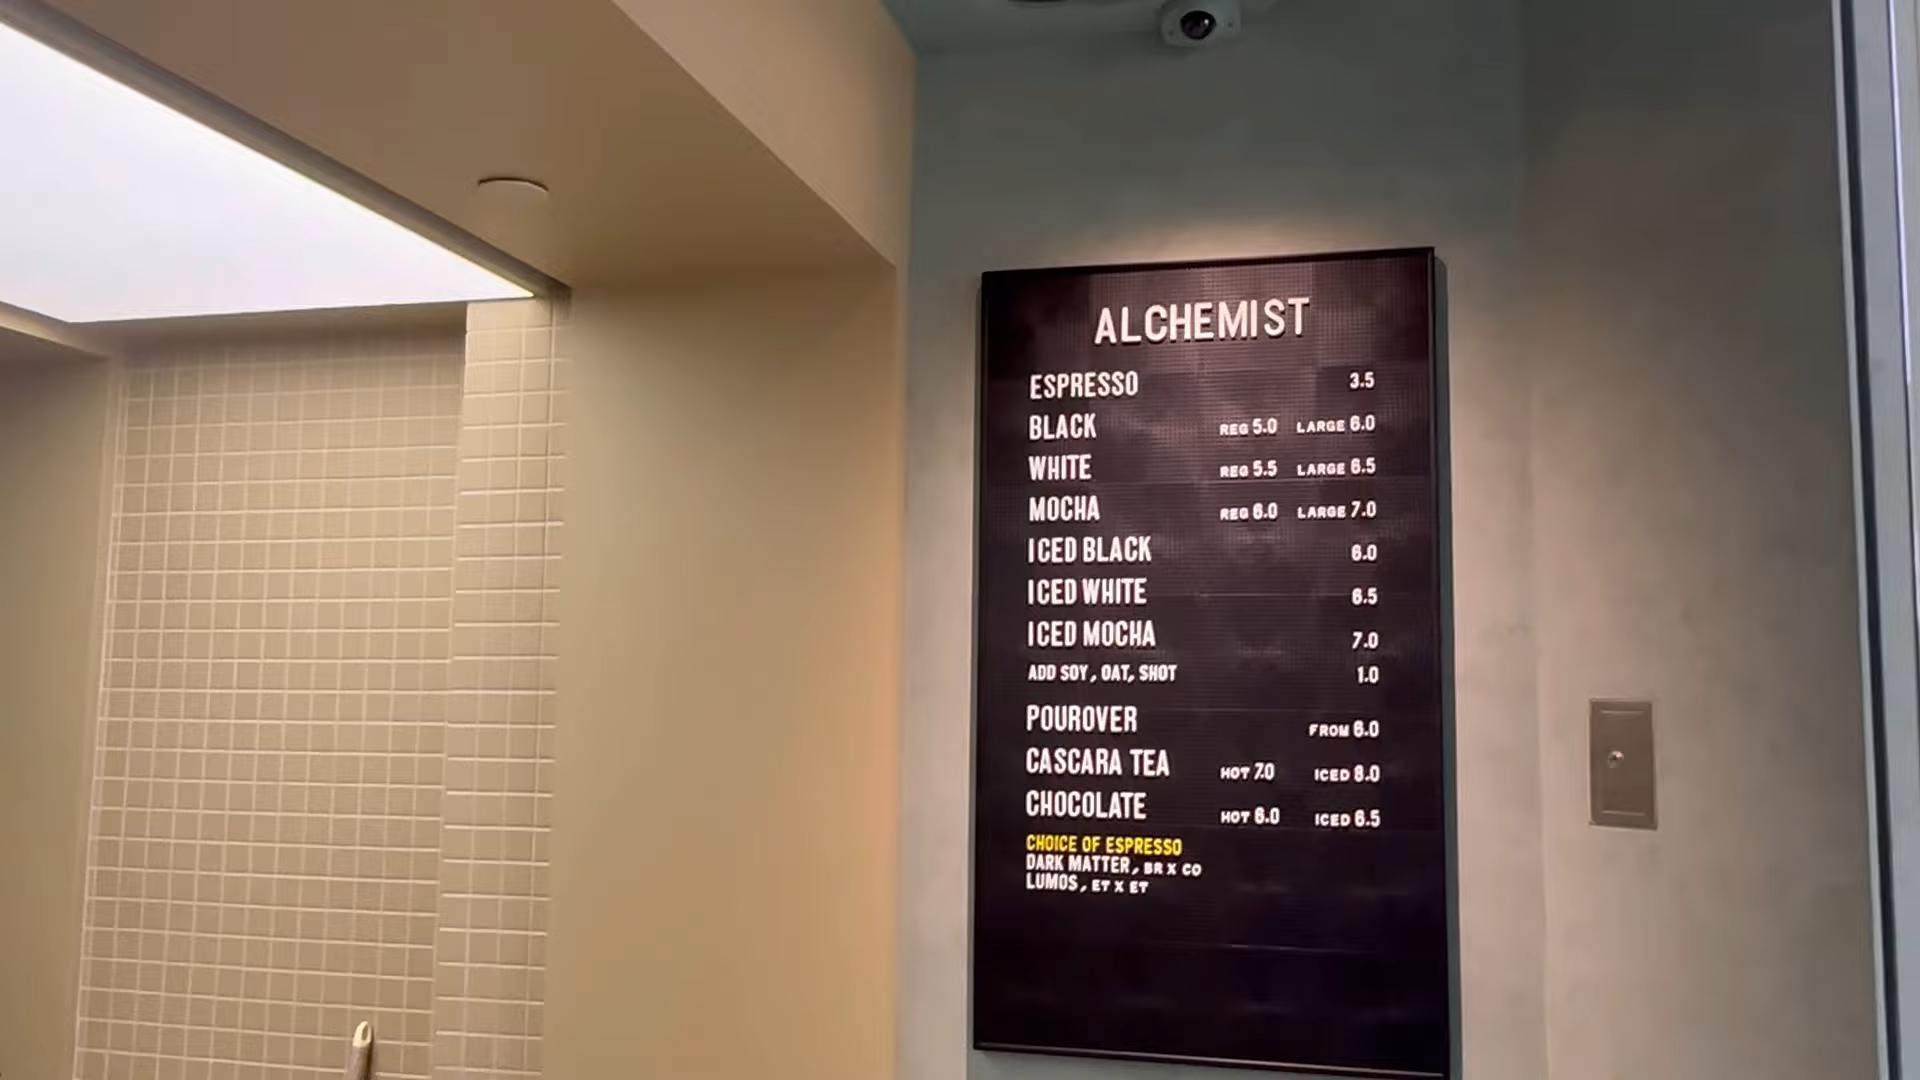 ALCHEMIST
ESPRESSO 3.5
BLACK REG 5.0 LARGE 6.0
WHITE REG 5.5 LARGE 6.5
MOCHA REG 6.0 LARGE 7.0
ICED BLACK 6.0
ICED WHITE 6.5
ICED MOCHA 7.0
ADD SOY, OAT, SHOT 1.0
POUROVER FROM 6.0
CASCARA TEA HOT 7.0 ICED 8.0
CHOCOLATE HOT 6.0 ICED 6.5
CHOICE OF ESPRESSO
DARK MATTER, BR X CO
LUMOS, ET X ET